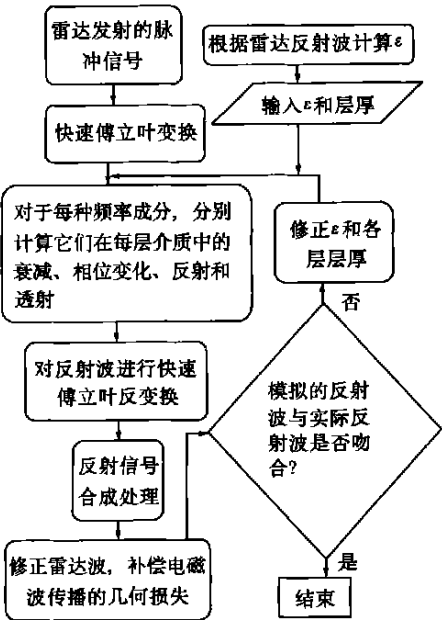 雷达发射的脉
冲信号
快速傅立叶变换
根据雷达反射波计算ε
输入ε和层厚
对于每种频率成分，分别
计算它们在每层介质中的
衰减、相位变化、反射和
透射
修正ε和各
层层厚
否
对反射波进行快速
傅立叶反变换
模拟的反射
波与实际反
射波是否吻
合?
反射信号
合成处理
修正雷达波，补偿电磁
波传播的几何损失
是
结束